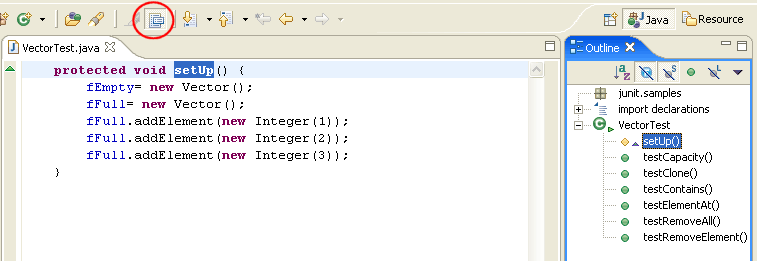 Java
Resource
VectorTest.java
Outline
protected void setUp() {
fEmpty= new Vector();
fFull= new Vector();
fFull.addElement(new Integer(1));
fFull.addElement(new Integer(2));
fFull.addElement(new Integer(3));
}
junit.samples
import declarations
VectorTest
setUp()
testCapacity()
testClone()
testContains()
testElementAt()
testRemoveAll()
testRemoveElement()